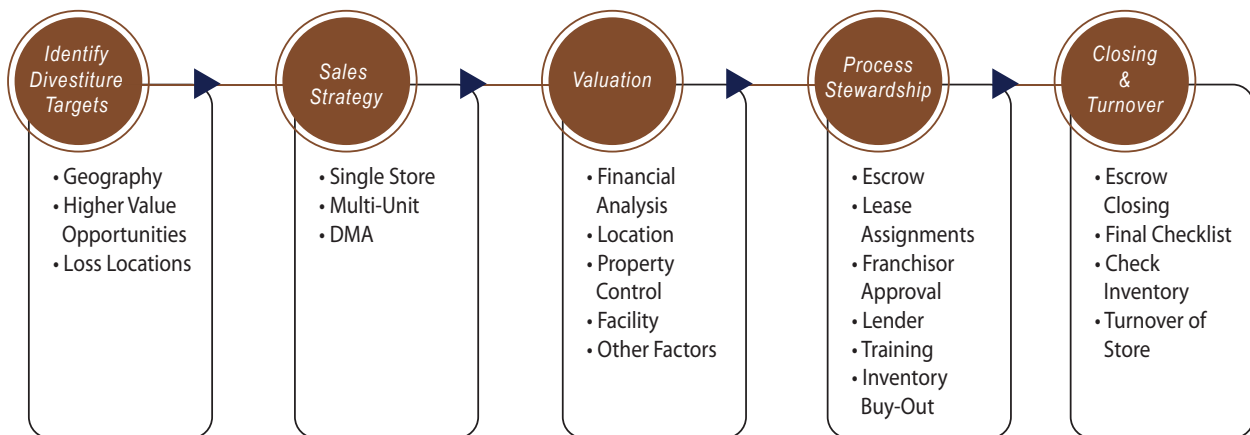 Identify
Divestiture
Targets
• Geography
• Higher Value
Opportunities
• Loss Locations
Sales
Strategy
• Single Store
• Multi-Unit
• DMA
Valuation
• Financial
Analysis
• Location
• Property
Control
• Facility
• Other Factors
Process
Stewardship
• Escrow
• Lease
Assignments
• Franchisor
Approval
• Lender
• Training
• Inventory
Buy-Out
Closing
&
Turnover
• Escrow
Closing
• Final Checklist
• Check
Inventory
• Turnover of
Store